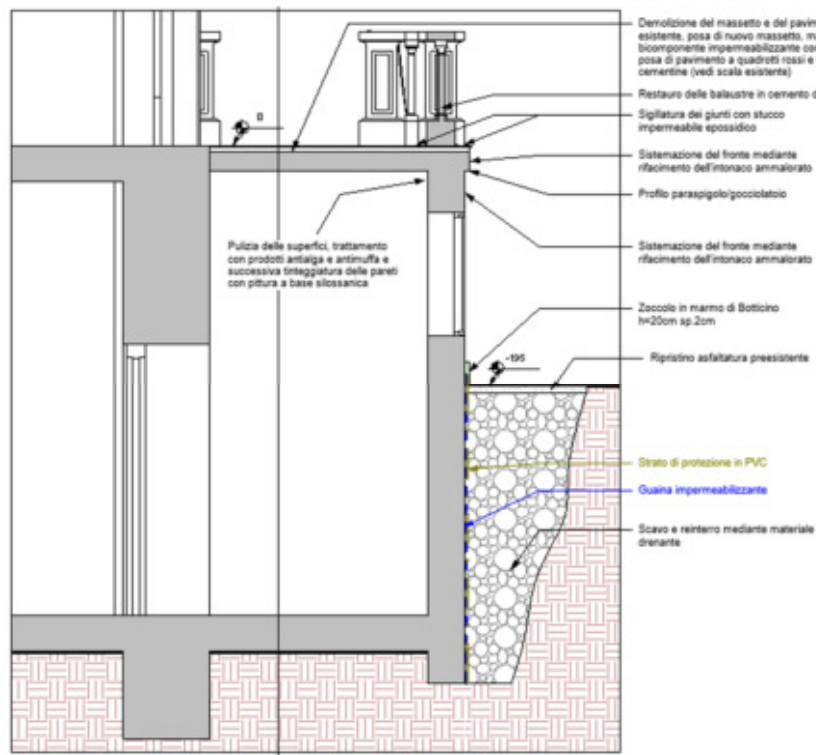 Demolizione del massetto e del
esistente, posa di nuovo massetto,
bicomponente impermeabilizzante
posa di pavimento a quadrotti rossi e
cementine (vedi scala esistente)
Restauro delle balaustre in cemento
Sigillatura dei giunti con stucco
impermeabile epossidico
Sistemazione del fronte mediante
rifacimento dell'intonaco ammalorato
Profilo paraspigolo/gocciolatoio
Pulizia delle superfici, trattamento
con prodotti antialga e antimuffa e
successiva tinteggiatura delle pareti
con pittura a base silossanica
Sistemazione del fronte mediante
rifacimento dell'intonaco ammalorato
Zoccolo in marmo di Botticino
h=20cm sp.2cm
-195
Ripristino asfaltatura preesistente
Strato di protezione in PVC
Guaina impermeabilizzante
Scavo e reinterro mediante materiale
drenante